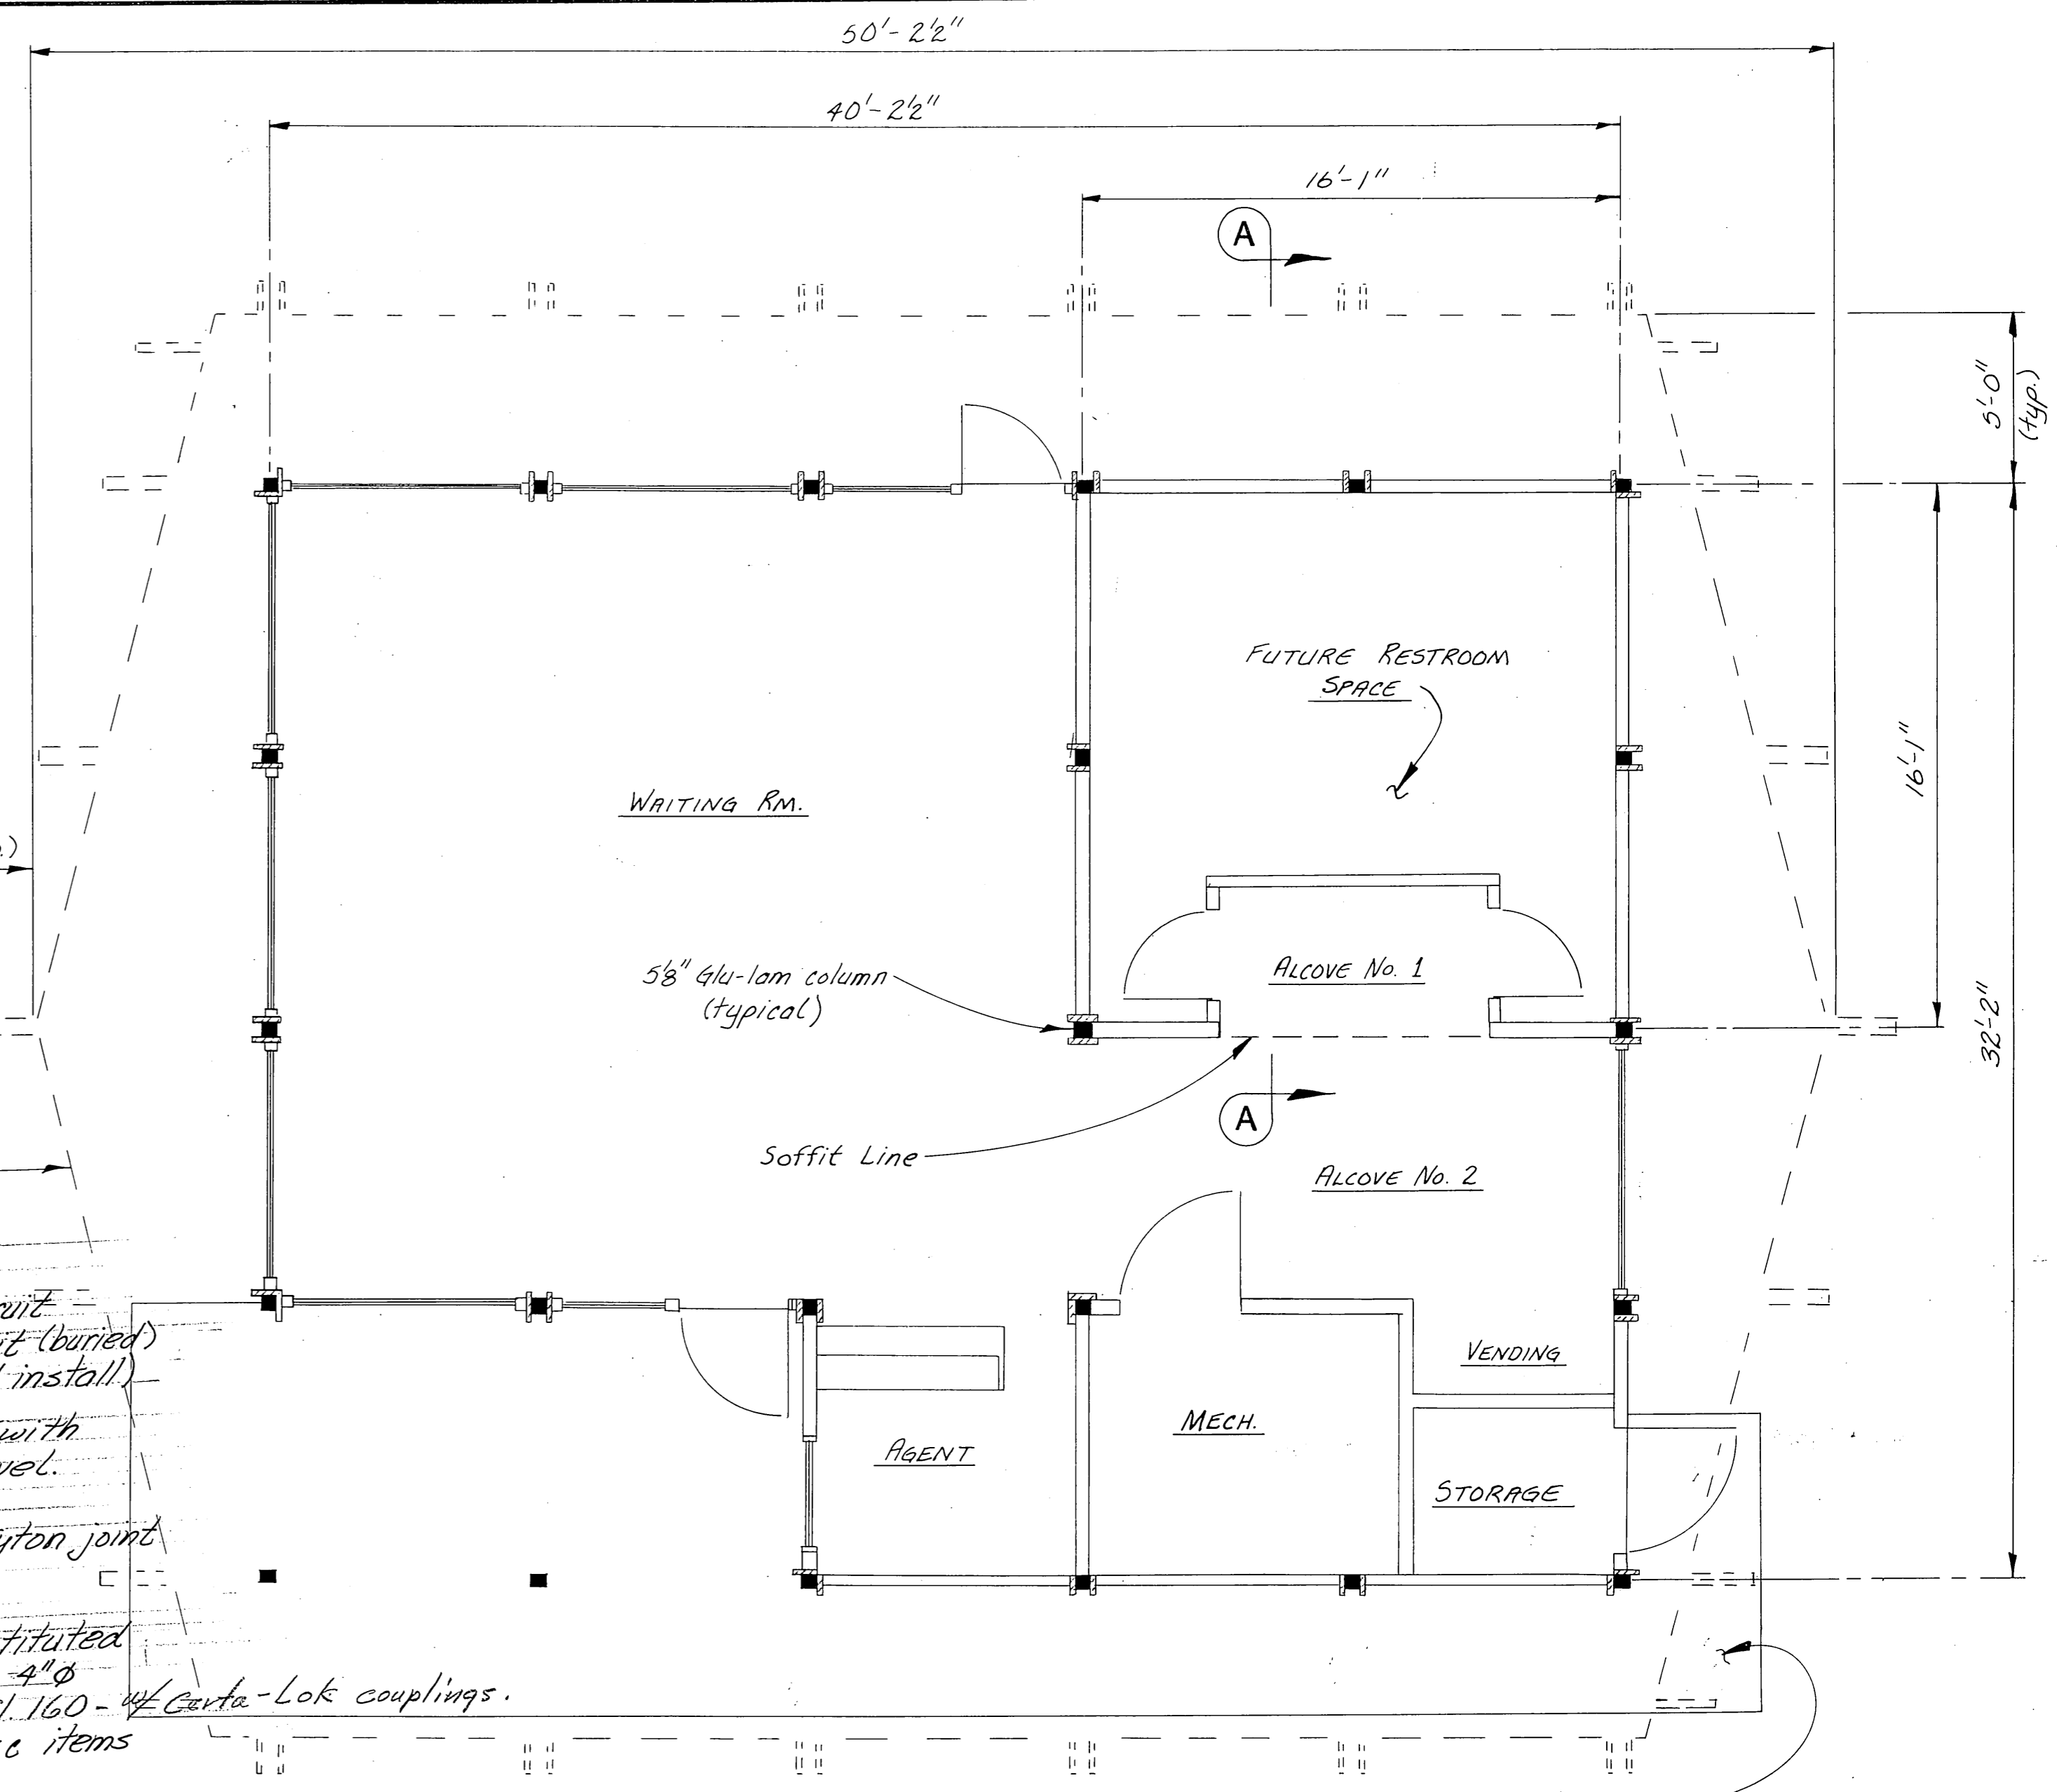 50'-2½"
40'-2½"
16'-1"
A
5'-0"
(typ.)
FUTURE RESTROOM
SPACE
16'-1"
WAITING RM.
32'-2"
ALCOVE No. 1
5⅛" Glu-lam column
(typical)
A
Soffit Line
ALCOVE No. 2
VENDING
MECH.
AGENT
STORAGE
(buried)
install)
with
joint
4"Ø
160 - w/ Certa-Lok couplings.
items